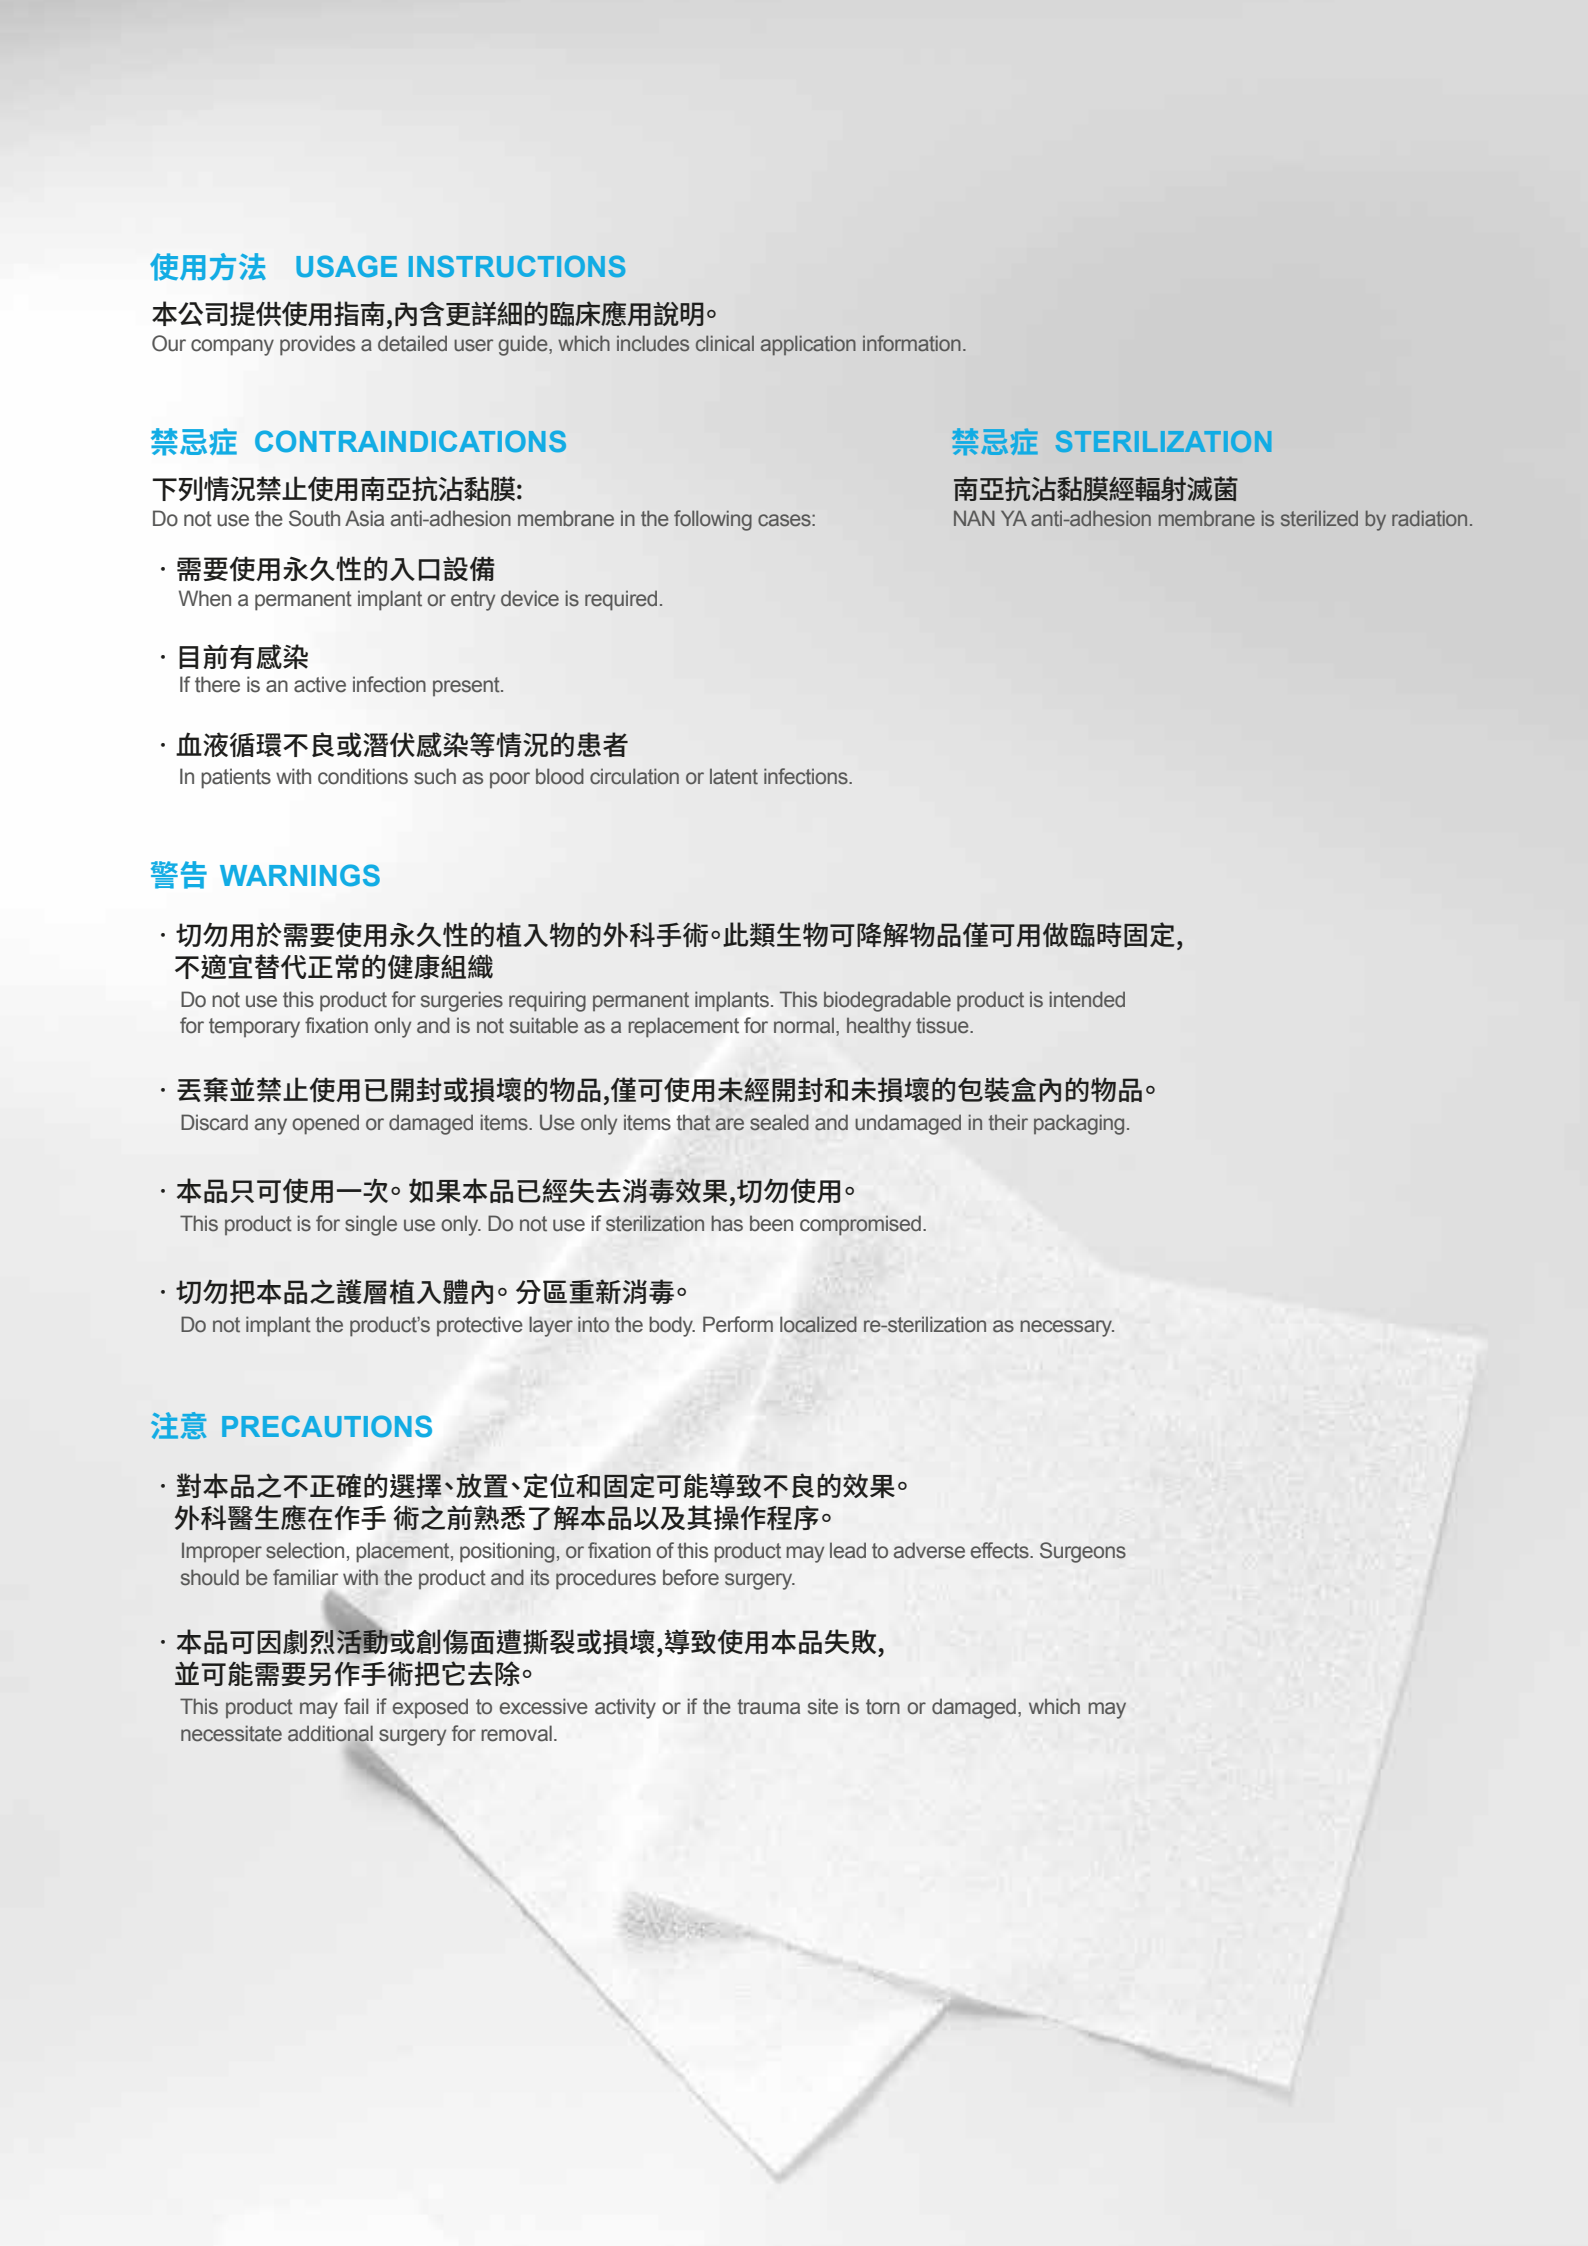 使用方法 USAGE INSTRUCTIONS
本公司提供使用指南,內含更詳細的臨床應用說明。
Our company provides a detailed user guide, which includes clinical application information.
禁忌症 CONTRAINDICATIONS
下列情況禁止使用南亞抗沾黏膜:
Do not use the South Asia anti-adhesion membrane in the following cases:
· 需要使用永久性的入口設備
When a permanent implant or entry device is required.
· 目前有感染
If there is an active infection present.
· 血液循環不良或潛伏感染等情況的患者
In patients with conditions such as poor blood circulation or latent infections.
禁忌症 STERILIZATION
南亞抗沾黏膜經輻射滅菌
NAN YA anti-adhesion membrane is sterilized by radiation.
警告 WARNINGS
· 切勿用於需要使用永久性的植入物的外科手術。此類生物可降解物品僅可用做臨時固定,
不適宜替代正常的健康組織
Do not use this product for surgeries requiring permanent implants. This biodegradable product is intended
for temporary fixation only and is not suitable as a replacement for normal, healthy tissue.
· 丟棄並禁止使用已開封或損壞的物品,僅可使用未經開封和未損壞的包裝盒內的物品。
Discard any opened or damaged items. Use only items that are sealed and undamaged in their packaging.
· 本品只可使用一次。如果本品已經失去消毒效果,切勿使用。
This product is for single use only. Do not use if sterilization has been compromised.
· 切勿把本品之護層植入體內。分區重新消毒。
Do not implant the product’s protective layer into the body. Perform localized re-sterilization as necessary.
注意 PRECAUTIONS
· 對本品之不正確的選擇、放置、定位和固定可能導致不良的效果。
外科醫生應在作手 術之前熟悉了解本品以及其操作程序。
Improper selection, placement, positioning, or fixation of this product may lead to adverse effects. Surgeons
should be familiar with the product and its procedures before surgery.
· 本品可因劇烈活動或創傷面遭撕裂或損壞,導致使用本品失敗,
並可能需要另作手術把它去除。
This product may fail if exposed to excessive activity or if the trauma site is torn or damaged, which may
necessitate additional surgery for removal.